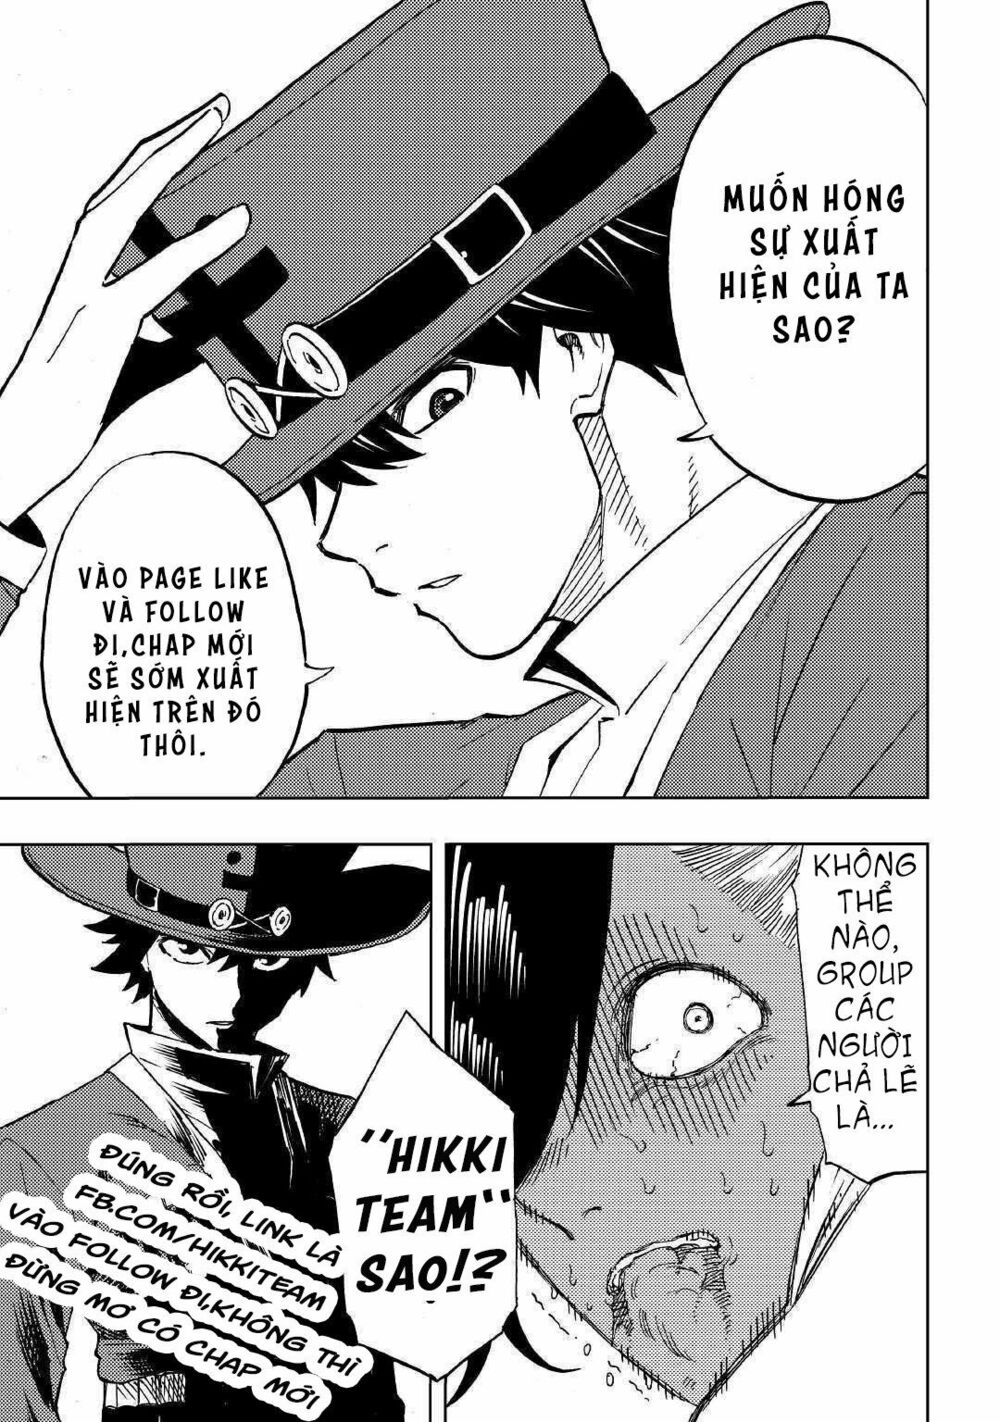 MUỐN HÓNG
SỰ XUẤT
HIỆN CỦA TA
SAO?
VÀO PAGE LIKE
VÀ FOLLOW
ĐI,CHAP MỚI
SẼ SỚM XUẤT
HIỆN TRÊN ĐÓ
THÔI.
KHÔNG
THỂ
NÀO,
GROUP
CÁC
NGƯỜI
CHẢ LẼ
LÀ...
"HIKKI
TEAM"
SAO!?
ĐÚNG RỒI, LINK LÀ
FB.COM/HIKKITEAM
VÀO FOLLOW ĐI,KHÔNG THÌ
ĐỪNG MƠ CÓ CHAP MỚI